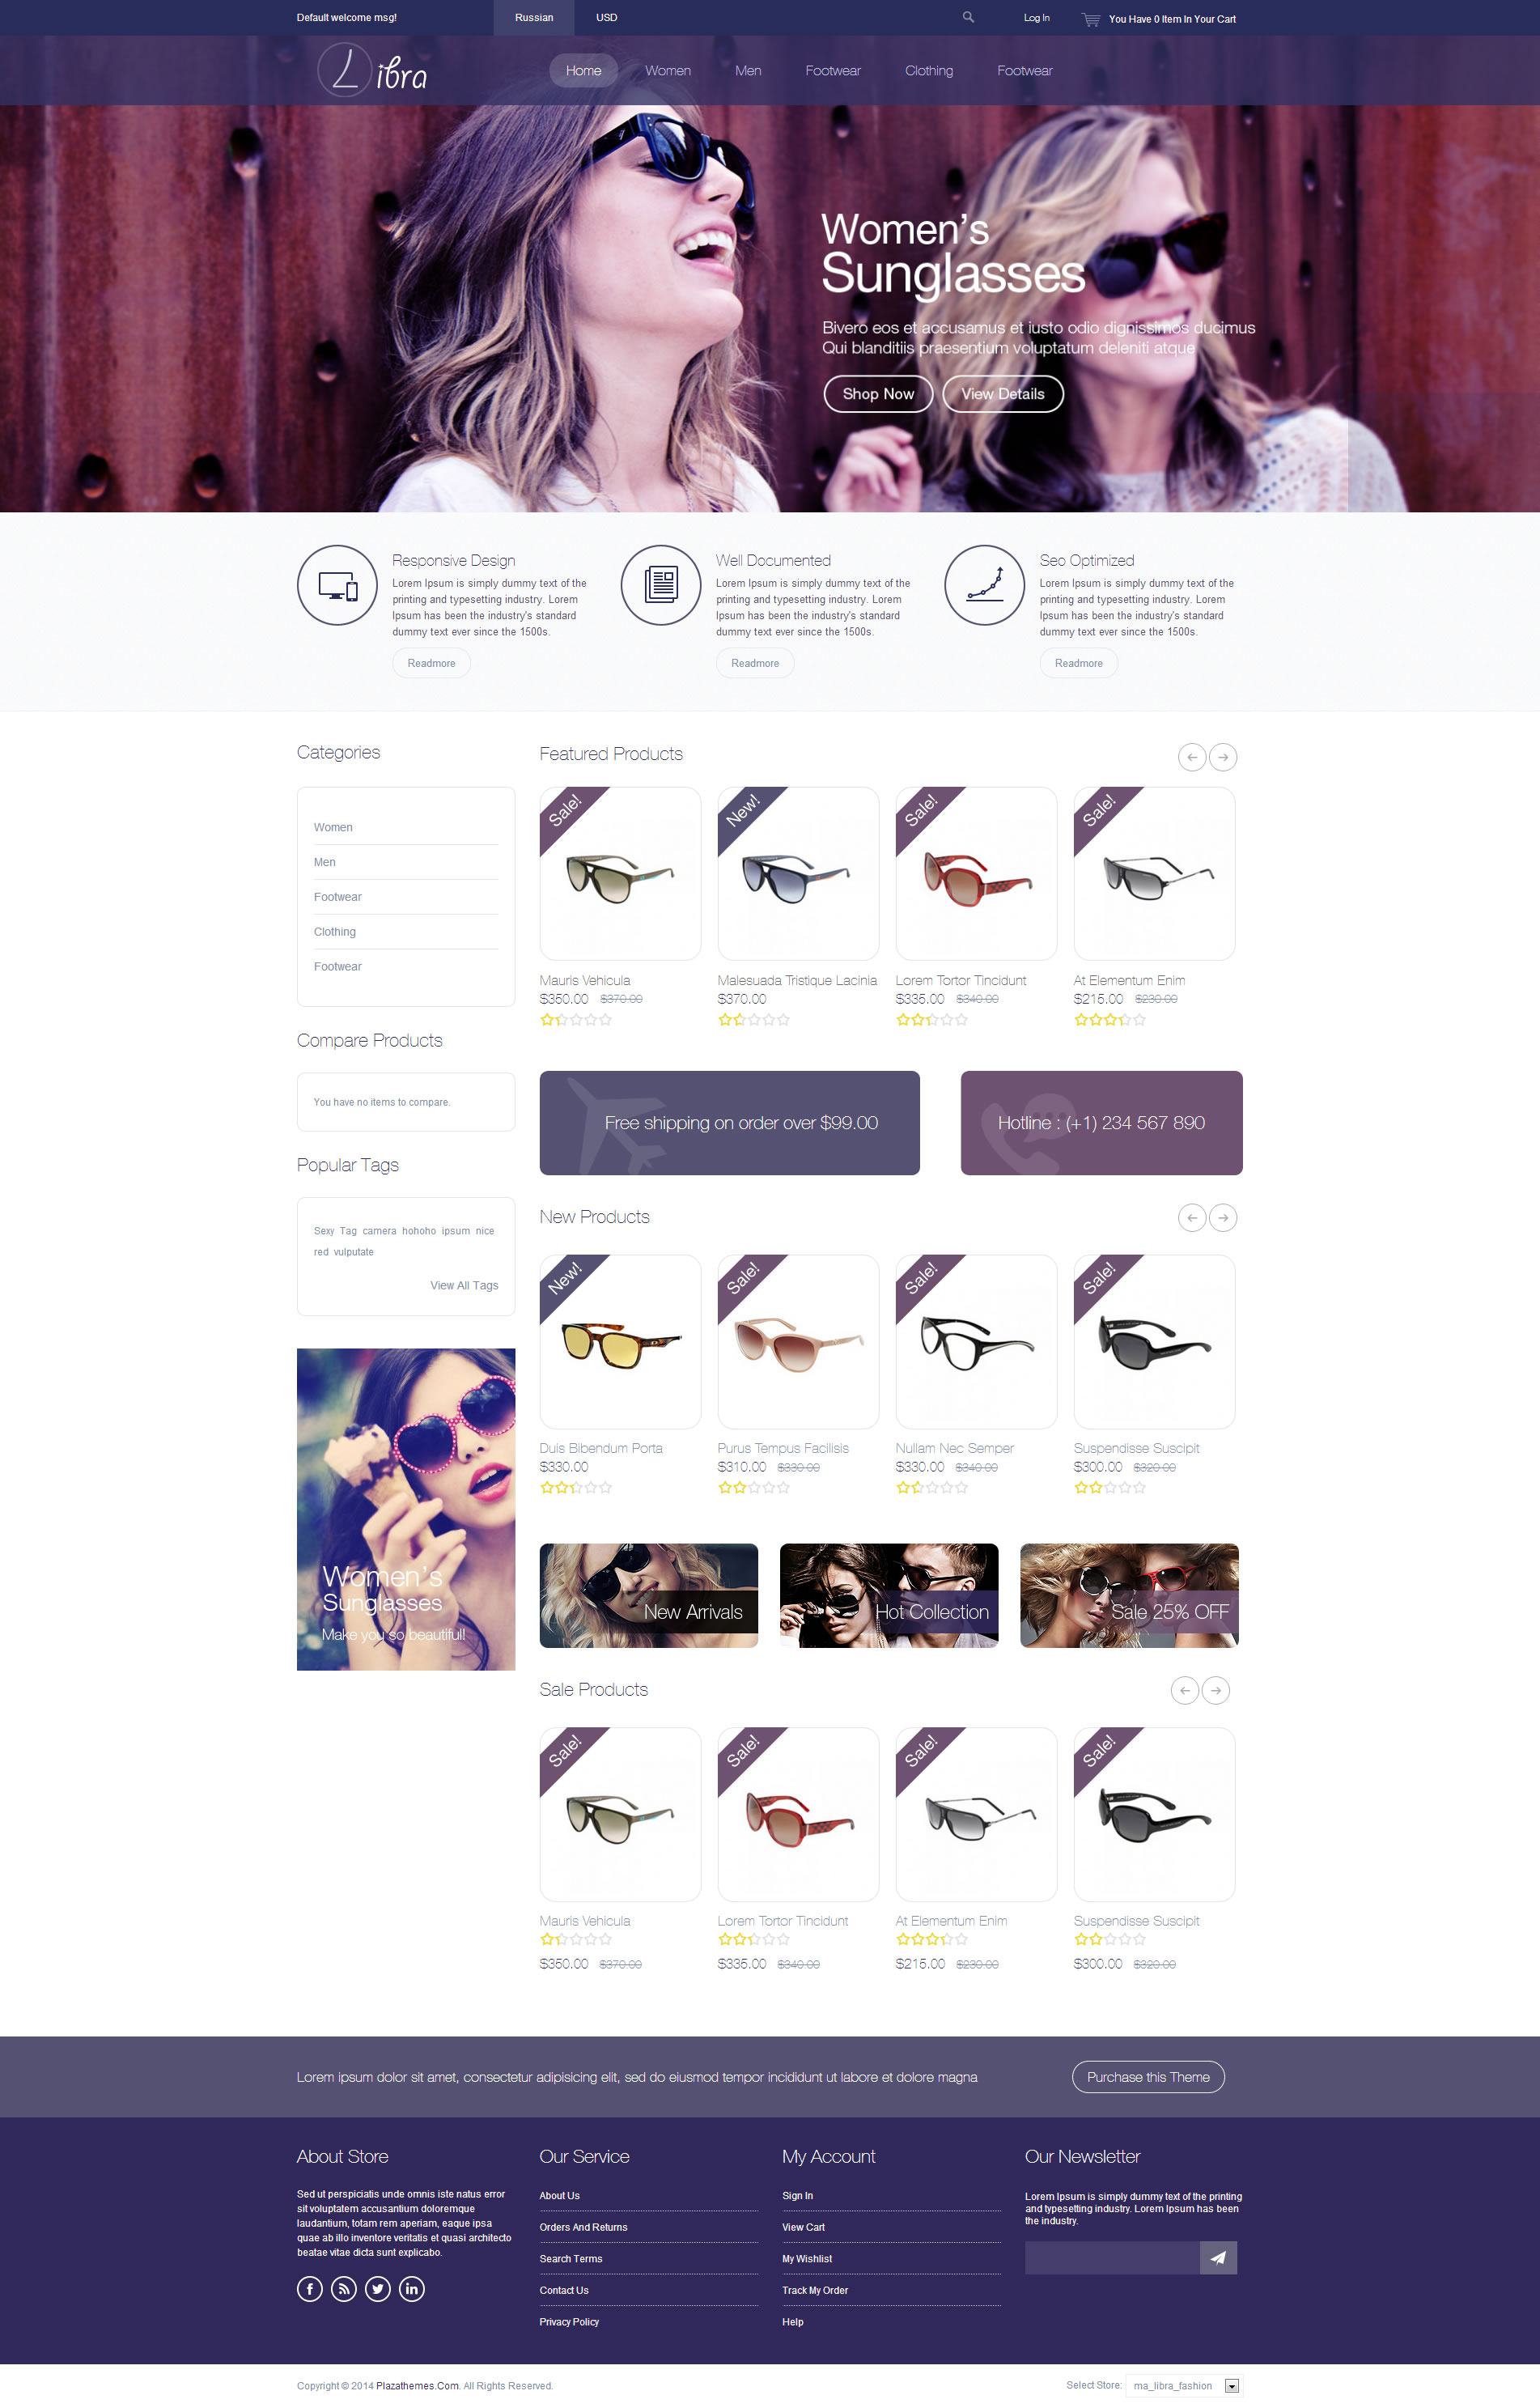 Default welcome msg!
Russian
USD
Log In
You Have 0 Item In Your Cart
Libra
Home
Women
Men
Footwear
Clothing
Footwear
Women's
Sunglasses
Bivero eos et accusamus et iusto odio dignissimos ducimus
Qui blanditiis praesentium voluptatum deleniti atque
Shop Now
View Details
Responsive Design
Lorem Ipsum is simply dummy text of the
printing and typesetting industry. Lorem
Ipsum has been the industry's standard
dummy text ever since the 1500s.
Readmore
Well Documented
Lorem Ipsum is simply dummy text of the
printing and typesetting industry. Lorem
Ipsum has been the industry's standard
dummy text ever since the 1500s.
Readmore
Seo Optimized
Lorem Ipsum is simply dummy text of the
printing and typesetting industry. Lorem
Ipsum has been the industry's standard
dummy text ever since the 1500s.
Readmore
Categories
Women
Men
Footwear
Clothing
Footwear
Compare Products
You have no items to compare.
Popular Tags
Sexy Tag camera hohoho ipsum nice
red vulputate
View All Tags
Women's
Sunglasses
Make you so beautiful!
Featured Products
Sale!
Mauris Vehicula
$350.00 $370.00
New!
Malesuada Tristique Lacinia
$370.00
Sale!
Lorem Tortor Tincidunt
$335.00 $340.00
Sale!
At Elementum Enim
$215.00 $230.00
Free shipping on order over $99.00
Hotline : (+1) 234 567 890
New Products
New!
Duis Bibendum Porta
$330.00
Sale!
Purus Tempus Facilisis
$310.00 $330.00
Sale!
Nullam Nec Semper
$330.00 $340.00
Sale!
Suspendisse Suscipit
$300.00 $320.00
New Arrivals
Hot Collection
Sale 25% OFF
Sale Products
Sale!
Mauris Vehicula
$350.00 $370.00
Sale!
Lorem Tortor Tincidunt
$335.00 $340.00
Sale!
At Elementum Enim
$215.00 $230.00
Sale!
Suspendisse Suscipit
$300.00 $320.00
Lorem ipsum dolor sit amet, consectetur adipisicing elit, sed do eiusmod tempor incididunt ut labore et dolore magna
Purchase this Theme
About Store
Sed ut perspiciatis unde omnis iste natus error
sit voluptatem accusantium doloremque
laudantium, totam rem aperiam, eaque ipsa
quae ab illo inventore veritatis et quasi architecto
beatae vitae dicta sunt explicabo.
Our Service
About Us
Orders And Returns
Search Terms
Contact Us
Privacy Policy
My Account
Sign In
View Cart
My Wishlist
Track My Order
Help
Our Newsletter
Lorem Ipsum is simply dummy text of the printing
and typesetting industry. Lorem Ipsum has been
the industry.
Copyright © 2014 Plazathemes.Com. All Rights Reserved.
Select Store: ma_libra_fashion